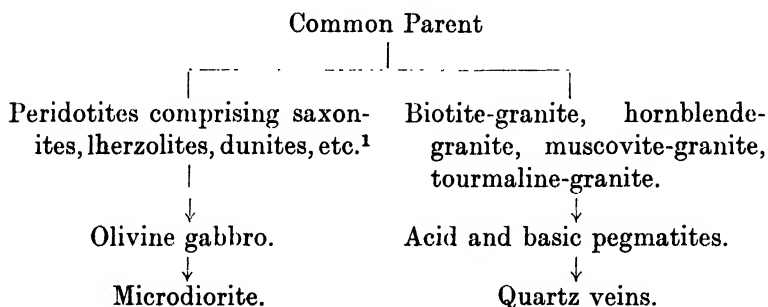 Common Parent
Peridotites comprising saxon-
ites, lherzolites, dunites, etc.¹
Biotite-granite, hornblende-
granite, muscovite-granite,
tourmaline-granite.
Olivine gabbro.
Acid and basic pegmatites.
Microdiorite.
Quartz veins.